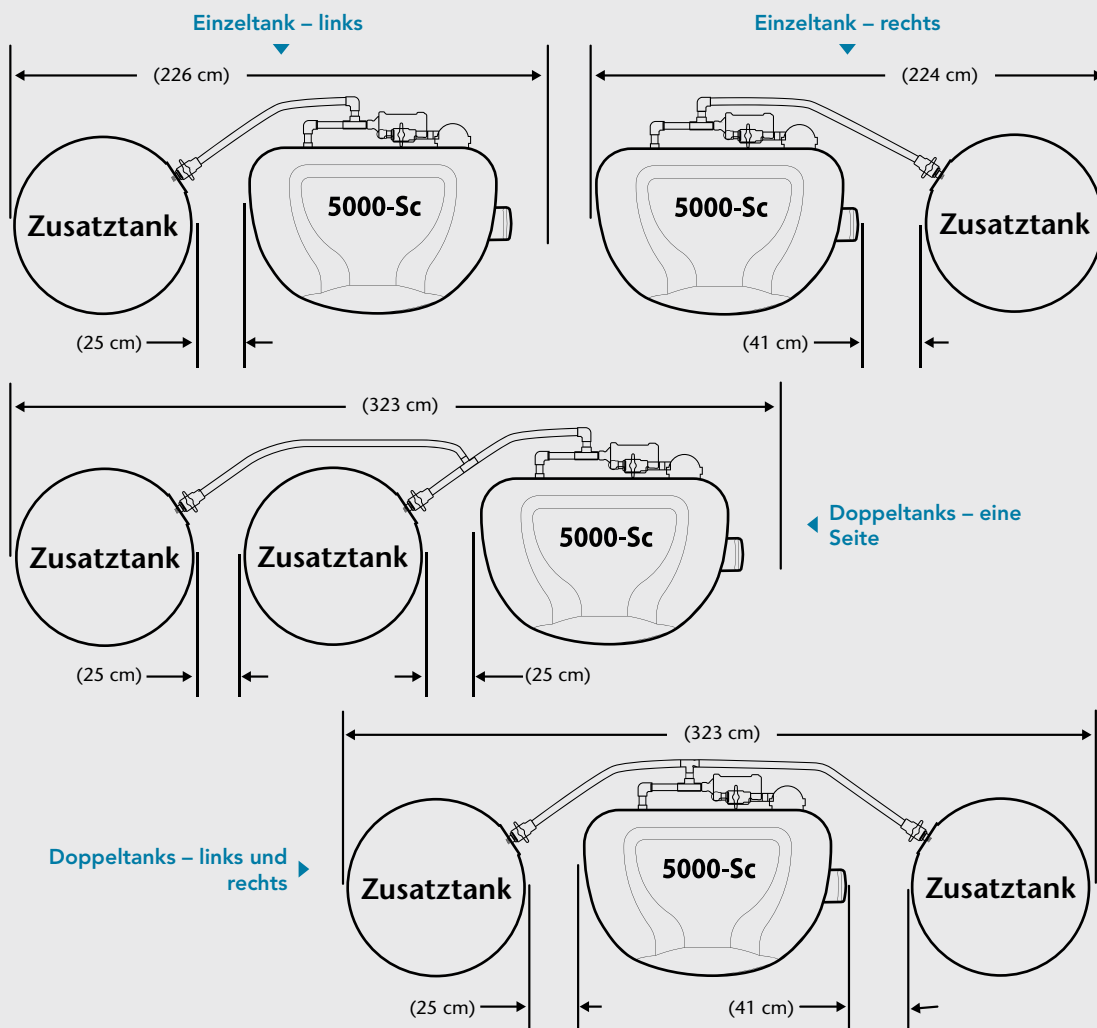 Einzeltank – links
Einzeltank – rechts
(226 cm)
(224 cm)
Zusatztank
5000-Sc
5000-Sc
Zusatztank
(25 cm)
(41 cm)
(323 cm)
Zusatztank
Zusatztank
5000-Sc
Doppeltanks – eine
Seite
(25 cm)
(25 cm)
(323 cm)
Doppeltanks – links und
rechts
Zusatztank
5000-Sc
Zusatztank
(25 cm)
(41 cm)